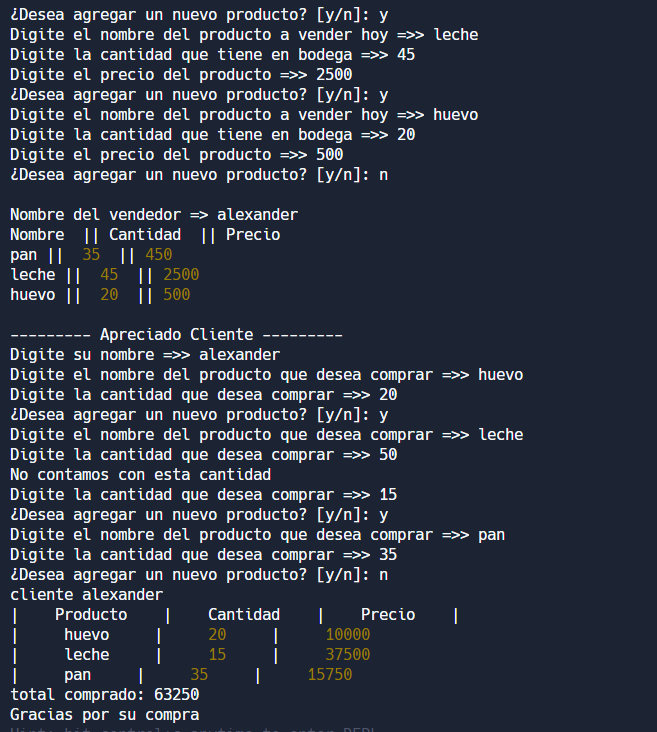 ¿Desea agregar un nuevo producto? [y/n]: y
Digite el nombre del producto a vender hoy =>> leche
Digite la cantidad que tiene en bodega =>> 45
Digite el precio del producto =>> 2500
¿Desea agregar un nuevo producto? [y/n]: y
Digite el nombre del producto a vender hoy =>> huevo
Digite la cantidad que tiene en bodega =>> 20
Digite el precio del producto =>> 500
¿Desea agregar un nuevo producto? [y/n]: n
Nombre del vendedor => alexander
Nombre  || Cantidad  || Precio
pan ||  35  || 450
leche ||  45  || 2500
huevo ||  20  || 500
--------- Apreciado Cliente ---------
Digite su nombre =>> alexander
Digite el nombre del producto que desea comprar =>> huevo
Digite la cantidad que desea comprar =>> 20
¿Desea agregar un nuevo producto? [y/n]: y
Digite el nombre del producto que desea comprar =>> leche
Digite la cantidad que desea comprar =>> 50
No contamos con esta cantidad
Digite la cantidad que desea comprar =>> 15
¿Desea agregar un nuevo producto? [y/n]: y
Digite el nombre del producto que desea comprar =>> pan
Digite la cantidad que desea comprar =>> 35
¿Desea agregar un nuevo producto? [y/n]: n
cliente alexander
|    Producto    |    Cantidad    |    Precio    |
|     huevo     |     20     |     10000
|     leche     |     15     |     37500
|     pan     |     35     |     15750
total comprado: 63250
Gracias por su compra